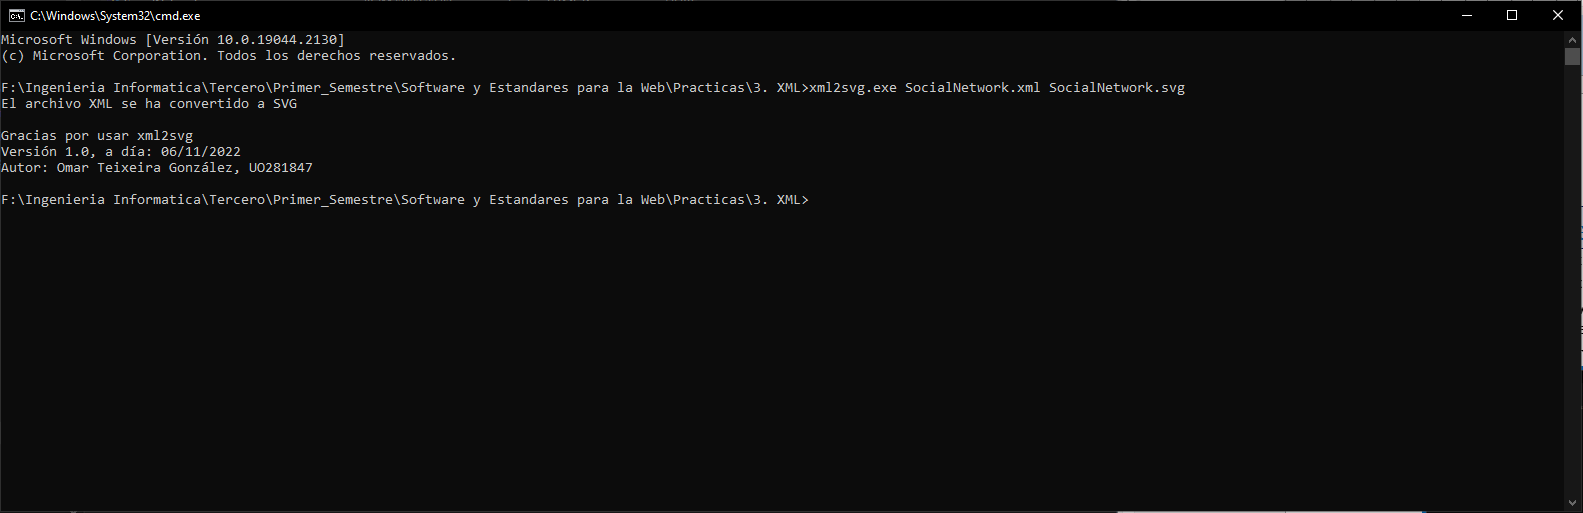 C:\Windows\System32\cmd.exe
Microsoft Windows [Versión 10.0.19044.2130]
(c) Microsoft Corporation. Todos los derechos reservados.
F:\Ingenieria Informatica\Tercero\Primer_Semestre\Software y Estandares para la Web\Practicas\3. XML>xml2svg.exe SocialNetwork.xml SocialNetwork.svg
El archivo XML se ha convertido a SVG
Gracias por usar xml2svg
Versión 1.0, a día: 06/11/2022
Autor: Omar Teixeira González, UO281847
F:\Ingenieria Informatica\Tercero\Primer_Semestre\Software y Estandares para la Web\Practicas\3. XML>